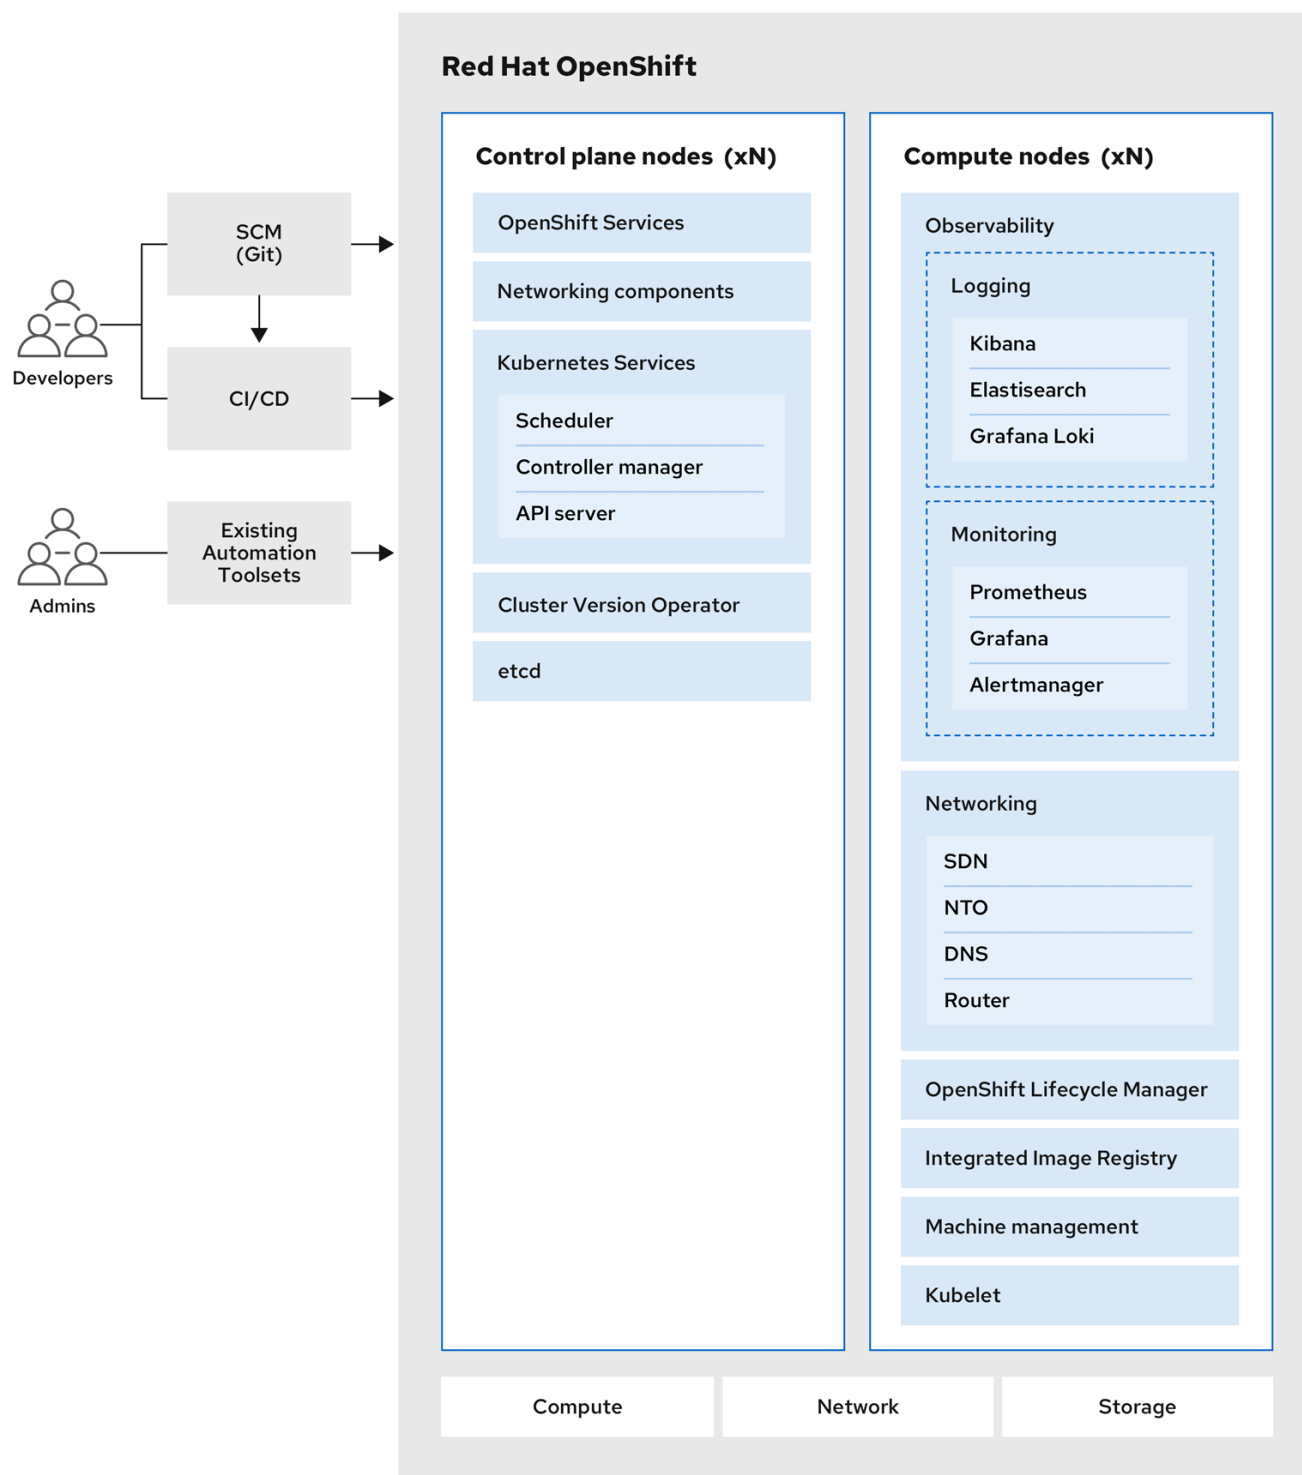 Red Hat OpenShift
SCM
(Git)
CI/CD
Developers
Existing
Automation
Toolsets
Admins
Control plane nodes (xN)
OpenShift Services
Networking components
Kubernetes Services
Scheduler
Controller manager
API server
Cluster Version Operator
etcd
Compute nodes (xN)
Observability
Logging
Kibana
Elastisearch
Grafana Loki
Monitoring
Prometheus
Grafana
Alertmanager
Networking
SDN
NTO
DNS
Router
OpenShift Lifecycle Manager
Integrated Image Registry
Machine management
Kubelet
Compute
Network
Storage